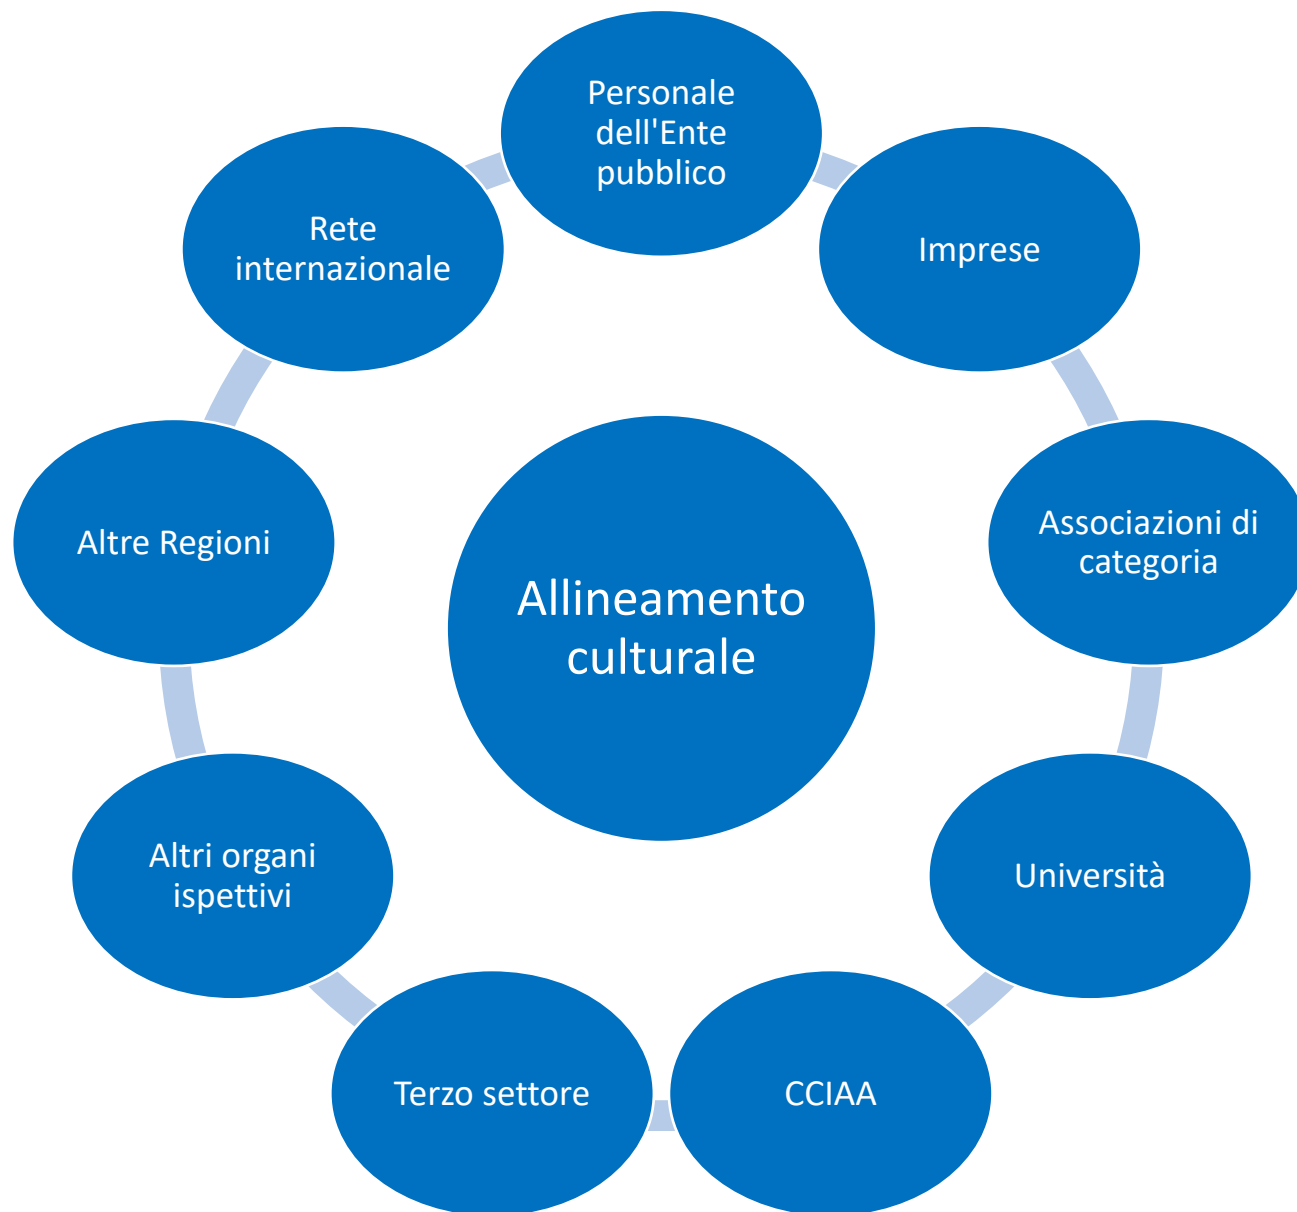 Personale
dell'Ente
pubblico
Imprese
Associazioni di
categoria
Università
CCIAA
Terzo settore
Altri organi
ispettivi
Altre Regioni
Rete
internazionale
Allineamento
culturale